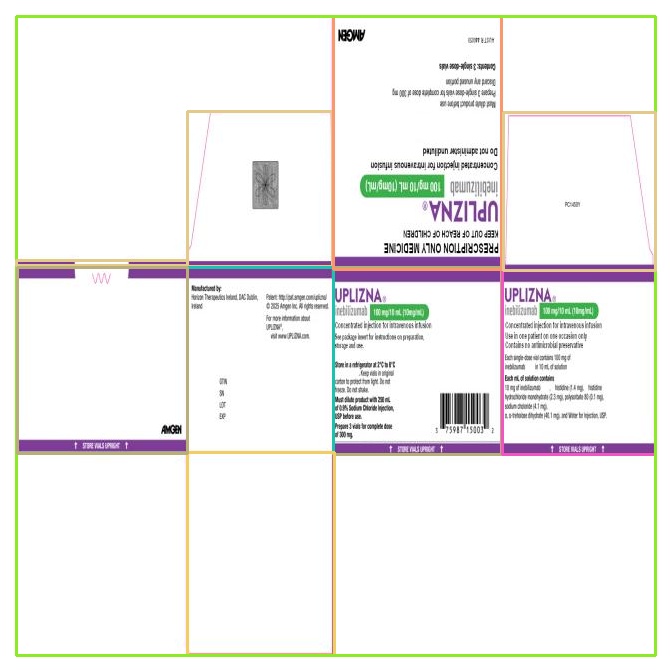 AMGEN
AUST R 440059
Contents: 3 single-dose vials
Discard any unused portion
Prepare 3 single-dose vials for complete dose of 300 mg
Must dilute product before use
Do not administer undiluted
Concentrated injection for intravenous infusion
inebilizumab 100 mg/10 mL (10mg/mL)
UPLIZNA®
KEEP OUT OF REACH OF CHILDREN
PRESCRIPTION ONLY MEDICINE
Manufactured by:
Horizon Therapeutics Ireland, DAC Dublin,
Ireland
Patent: http://pat.amgen.com/uplizna/
© 2025 Amgen Inc. All rights reserved.
For more information about
UPLIZNA®,
visit www.UPLIZNA.com.
GTIN
SN
LOT
EXP
AMGEN
↑ STORE VIALS UPRIGHT ↑
UPLIZNA®
inebilizumab 100 mg/10 mL (10mg/mL)
Concentrated injection for intravenous infusion
See package insert for instructions on preparation,
storage and use.
Store in a refrigerator at 2°C to 8°C
. Keep vials in original
carton to protect from light. Do not
freeze. Do not shake.
Must dilute product with 250 mL
of 0.9% Sodium Chloride Injection,
USP before use.
Prepare 3 vials for complete dose
of 300 mg.
3 75987 15003 2
↑ STORE VIALS UPRIGHT ↑
UPLIZNA®
inebilizumab 100 mg/10 mL (10mg/mL)
Concentrated injection for intravenous infusion
Use in one patient on one occasion only
Contains no antimicrobial preservative
Each single-dose vial contains 100 mg of
inebilizumab in 10 mL of solution
Each mL of solution contains
10 mg of inebilizumab , histidine (1.4 mg), histidine
hydrochloride monohydrate (2.3 mg), polysorbate 80 (0.1 mg),
sodium chloride (4.1 mg),
α, α-trehalose dihydrate (40.1 mg), and Water for Injection, USP.
↑ STORE VIALS UPRIGHT ↑